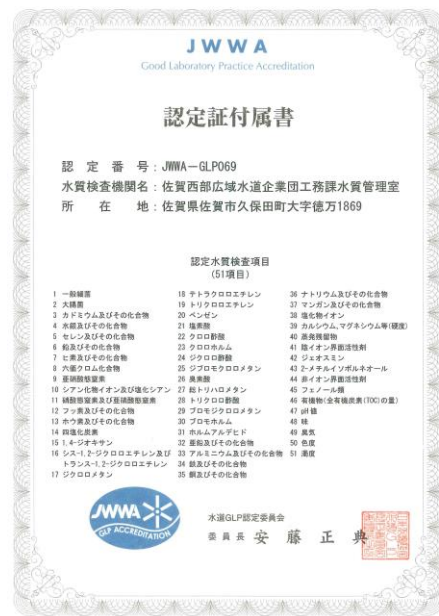 JWWA
Good Laboratory Practice Accreditation
認定証付属書
認定番号：JWWA－GLP069
水質検査機関名：佐賀西部広域水道企業団工務課水質管理室
所在地：佐賀県佐賀市久保田町大字徳万1869
認定水質検査項目
(51項目)
1 一般細菌
2 大腸菌
3 カドミウム及びその化合物
4 水銀及びその化合物
5 セレン及びその化合物
6 鉛及びその化合物
7 ヒ素及びその化合物
8 六価クロム化合物
9 亜硝酸態窒素
10 シアン化物イオン及び塩化シアン
11 硝酸態窒素及び亜硝酸態窒素
12 フッ素及びその化合物
13 ホウ素及びその化合物
14 四塩化炭素
15 1,4-ジオキサン
16 シス-1,2-ジクロロエチレン及び
トランス-1,2-ジクロロエチレン
17 ジクロロメタン
18 テトラクロロエチレン
19 トリクロロエチレン
20 ベンゼン
21 塩素酸
22 クロロ酢酸
23 クロロホルム
24 ジクロロ酢酸
25 ジブロモクロロメタン
26 臭素酸
27 総トリハロメタン
28 トリクロロ酢酸
29 ブロモジクロロメタン
30 ブロモホルム
31 ホルムアルデヒド
32 亜鉛及びその化合物
33 アルミニウム及びその化合物
34 鉄及びその化合物
35 銅及びその化合物
36 ナトリウム及びその化合物
37 マンガン及びその化合物
38 塩化物イオン
39 カルシウム、マグネシウム等(硬度)
40 蒸発残留物
41 陰イオン界面活性剤
42 ジェオスミン
43 2-メチルイソボルネオール
44 非イオン界面活性剤
45 フェノール類
46 有機物(全有機炭素(TOC)の量)
47 pH値
48 味
49 臭気
50 色度
51 濁度
JWWA
GLP ACCREDITATION
水道GLP認定委員会
委員長 安藤正典